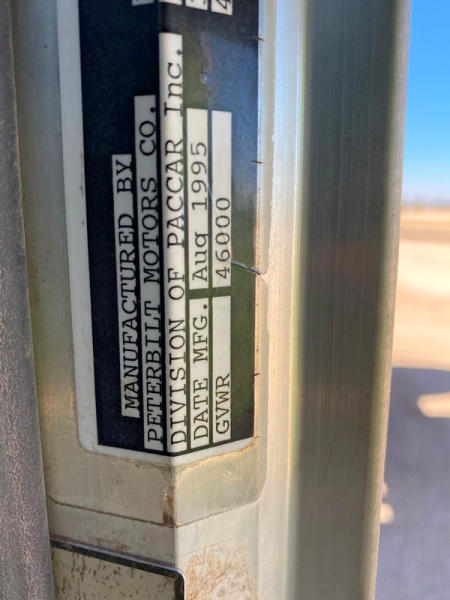 MANUFACTURED BY
PETERBILT MOTORS CO.
DIVISION OF PACCAR Inc.
DATE MFG. Aug 1995
GVWR 46000